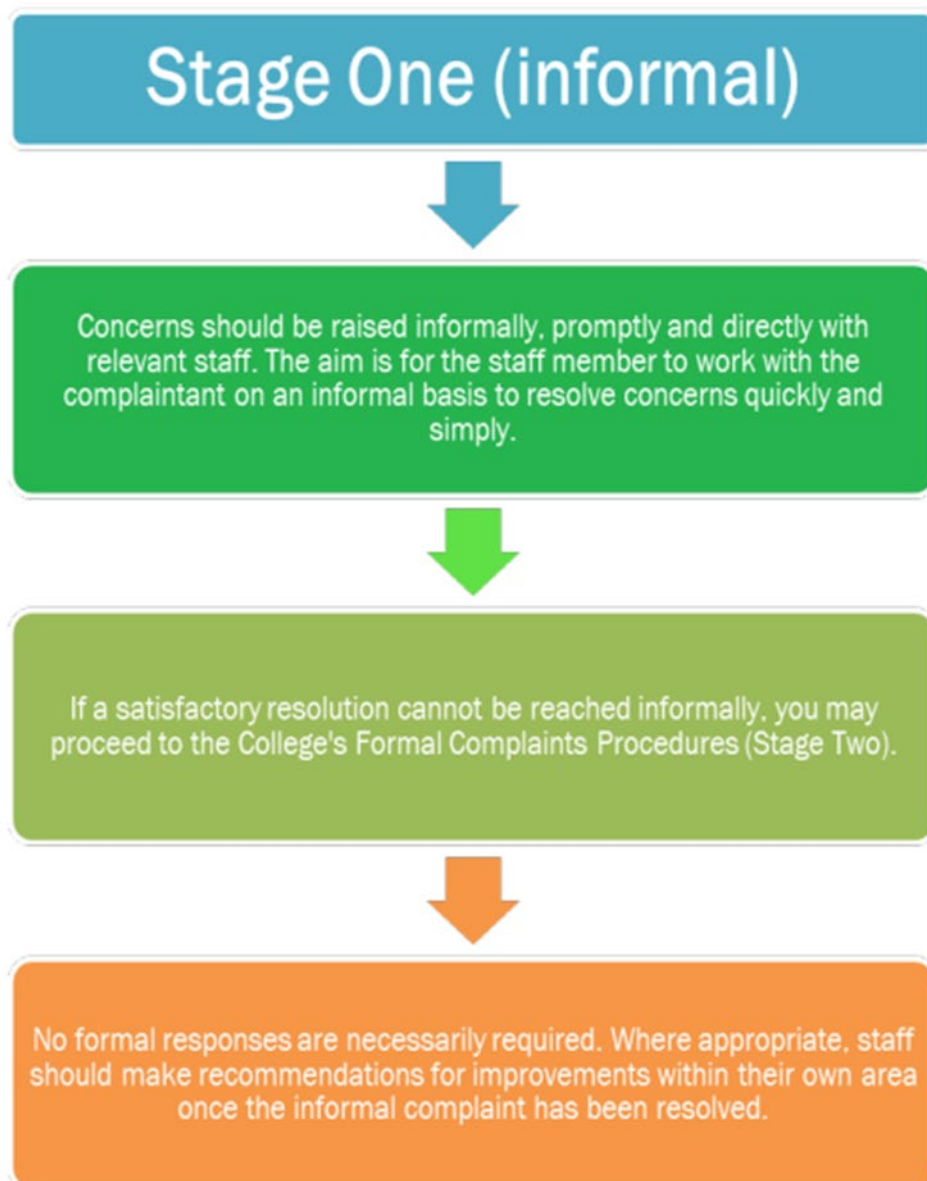 Stage One (informal)
Concerns should be raised informally, promptly and directly with
relevant staff. The aim is for the staff member to work with the
complaintant on an informal basis to resolve concerns quickly and
simply.
If a satisfactory resolution cannot be reached informally, you may
proceed to the College's Formal Complaints Procedures (Stage Two).
No formal responses are necessarily required. Where appropriate, staff
should make recommendations for improvements within their own area
once the informal complaint has been resolved.